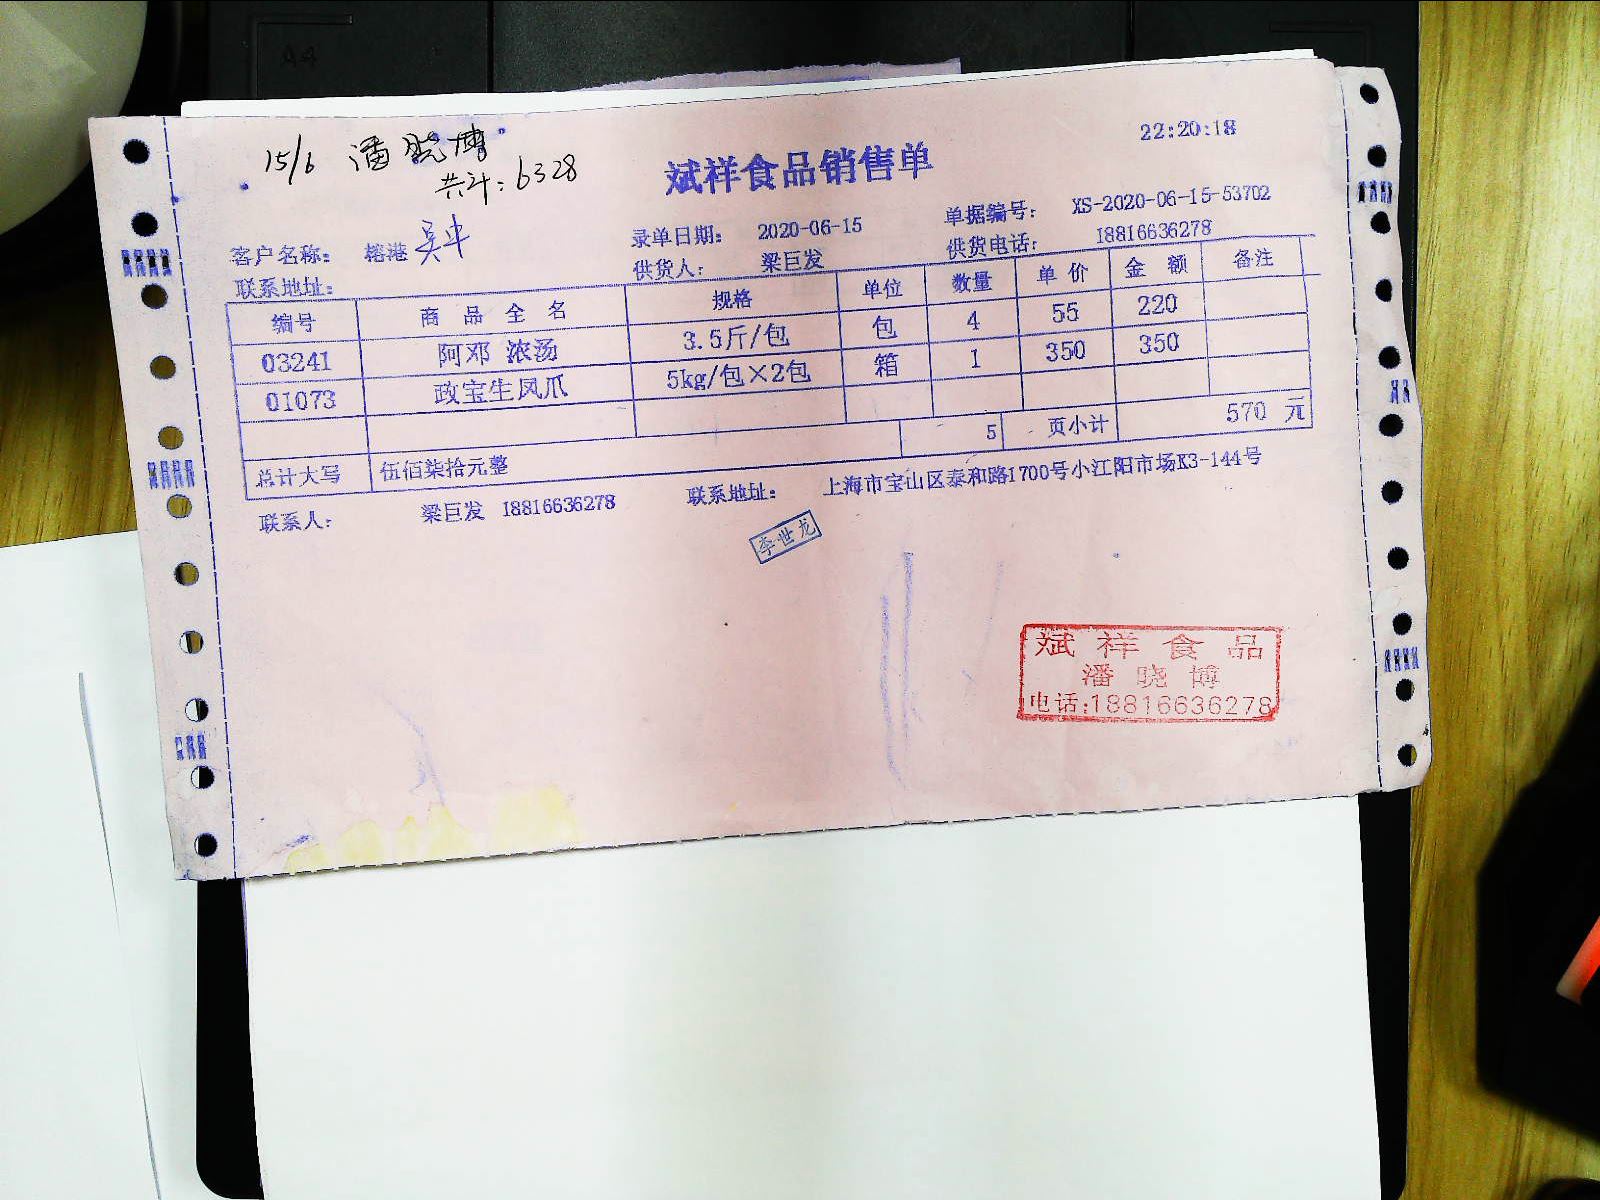 22:20:18
15/6 潘晓博
共计:6328
斌祥食品销售单
客户名称: 榕港 吴平 录单日期: 2020-06-15 单据编号: XS-2020-06-15-53702
联系地址: 供货人: 梁巨发 供货电话: 18816636278
编号 商品全名 规格 单位 数量 单价 金额 备注
03241 阿邓 浓汤 3.5斤/包 包 4 55 220
01073 政宝生凤爪 5kg/包×2包 箱 1 350 350
总计大写 伍佰柒拾元整 5 页小计 570 元
联系人: 梁巨发 18816636278 联系地址: 上海市宝山区泰和路1700号小江阳市场K3-144号
李世龙
斌祥食品
潘晓博
电话:18816636278